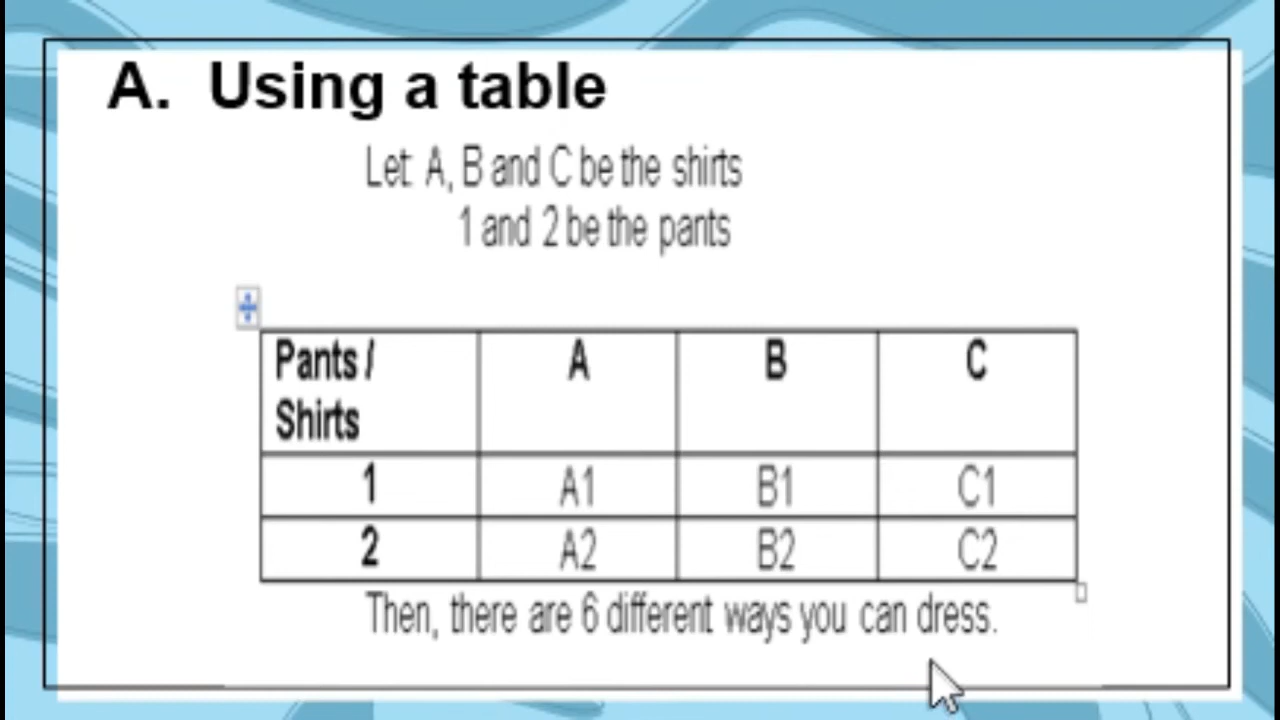 A. Using a table
Let: A, B and C be the shirts
1 and 2 be the pants
Pants / Shirts A B C
1 A1 B1 C1
2 A2 B2 C2
Then, there are 6 different ways you can dress.